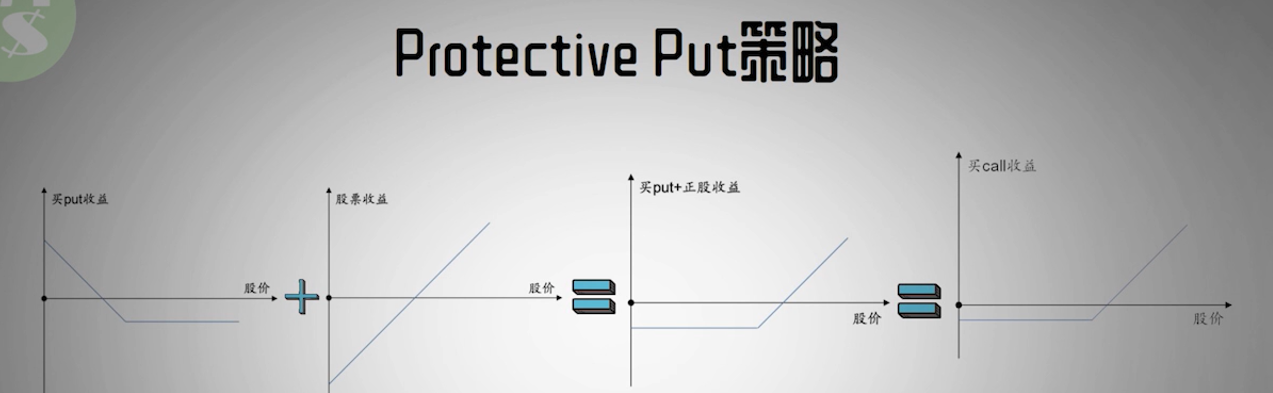 Protective Put策略
买put收益
股价
股票收益
股价
买put+正股收益
股价
买call收益
股价